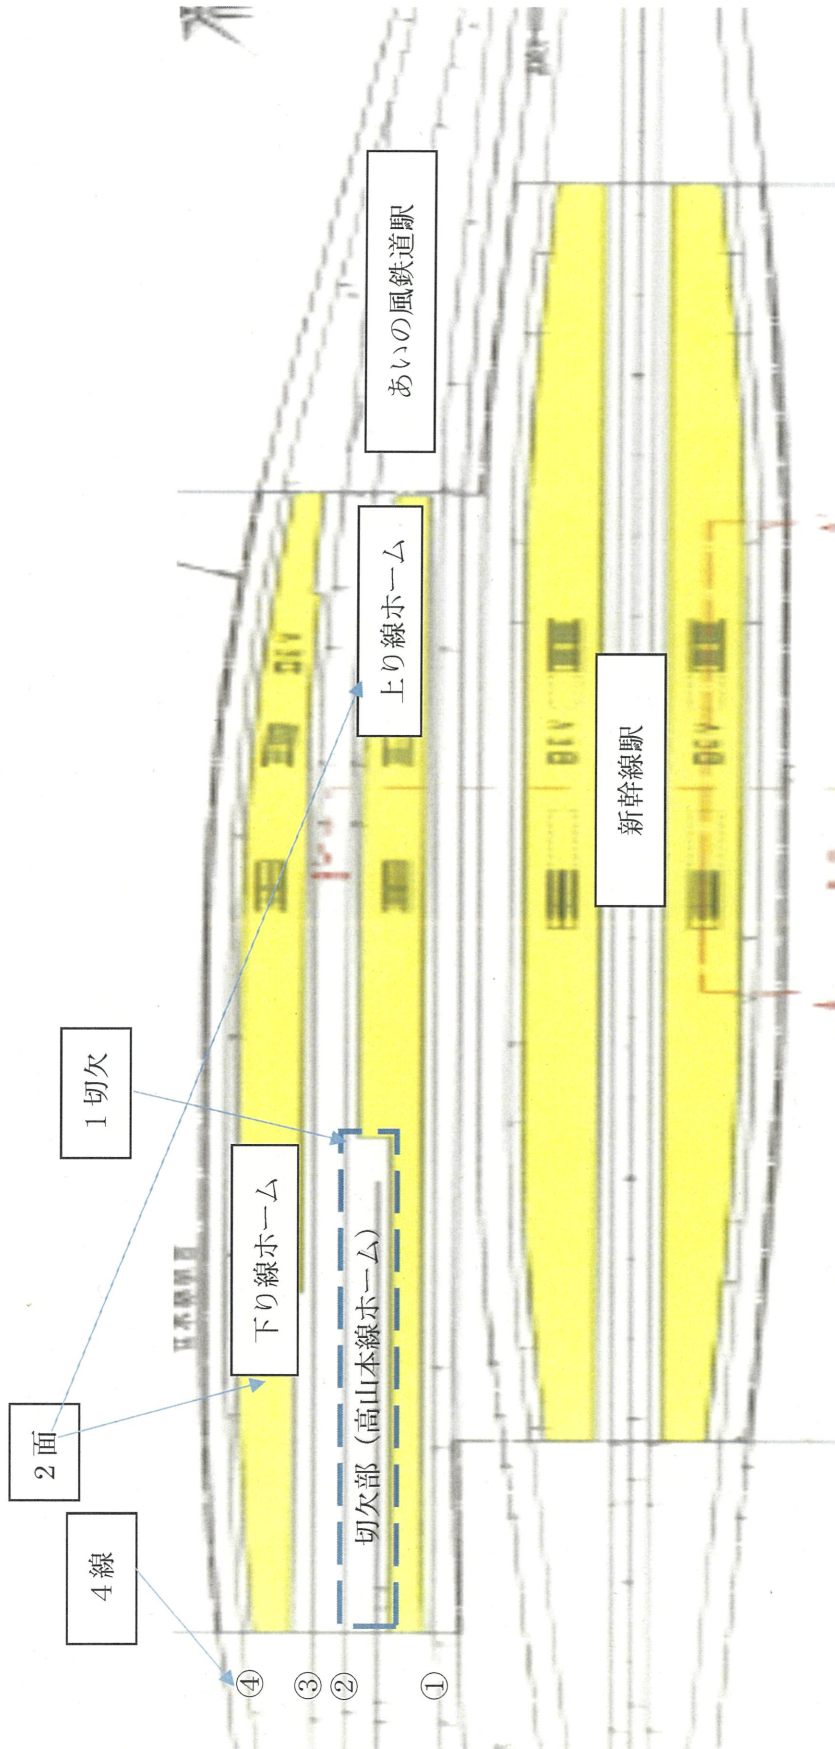 4線
2面
1切欠
下り線ホーム
上り線ホーム
あいの風鉄道駅
切欠部（高山本線ホーム）
新幹線駅
④
③
②
①